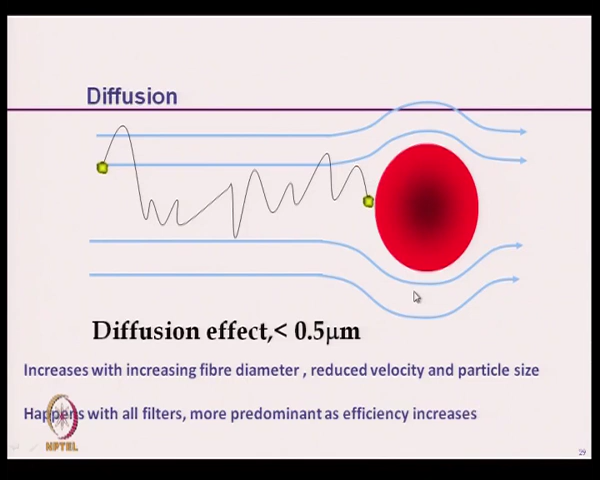 Diffusion
Diffusion effect,< 0.5μm
Increases with increasing fibre diameter , reduced velocity and particle size
Happens with all filters, more predominant as efficiency increases
NPTEL
29